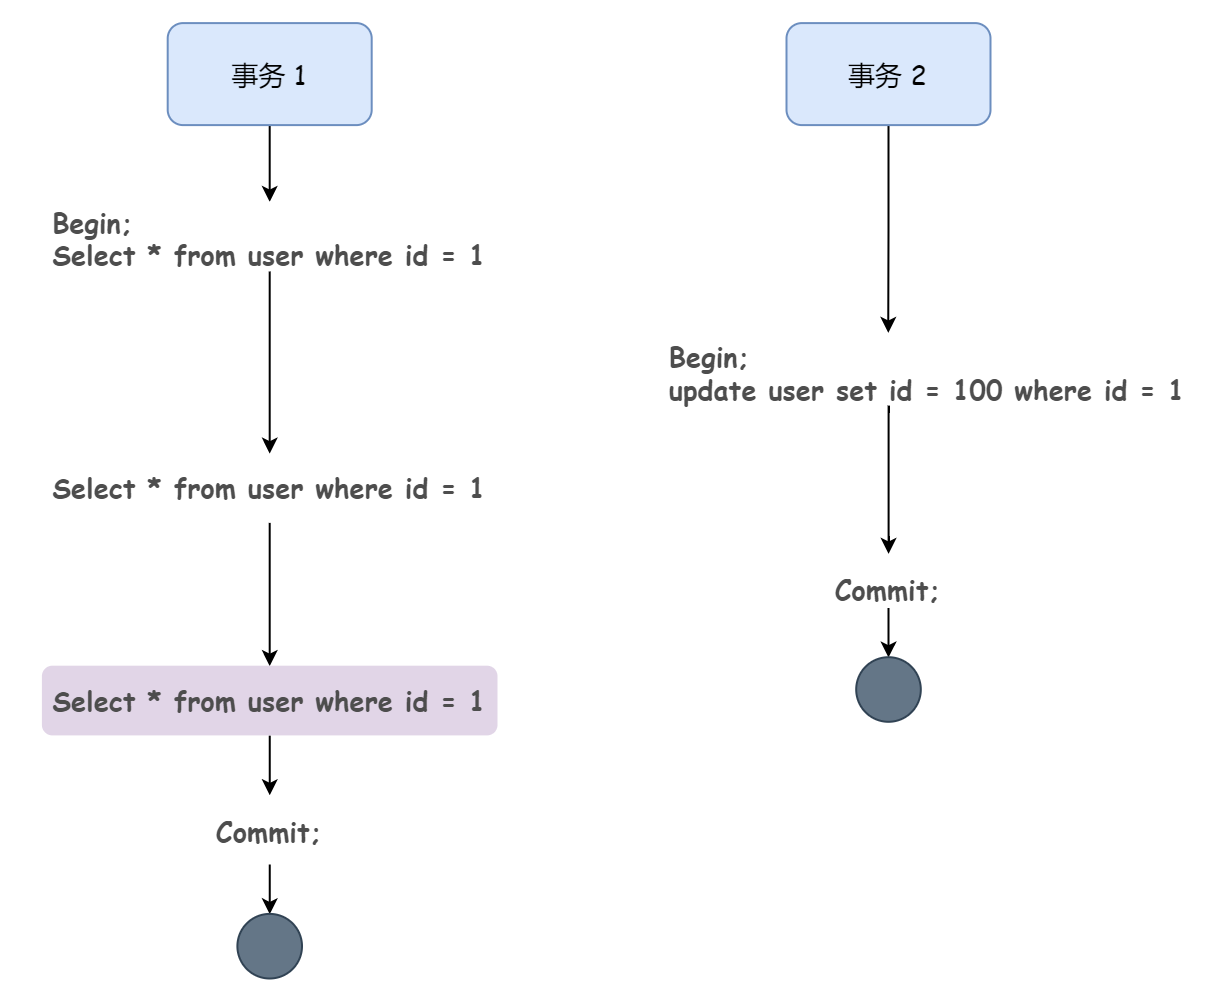 事务 1
Begin;
Select * from user where id = 1
Select * from user where id = 1
Select * from user where id = 1
Commit;
事务 2
Begin;
update user set id = 100 where id = 1
Commit;